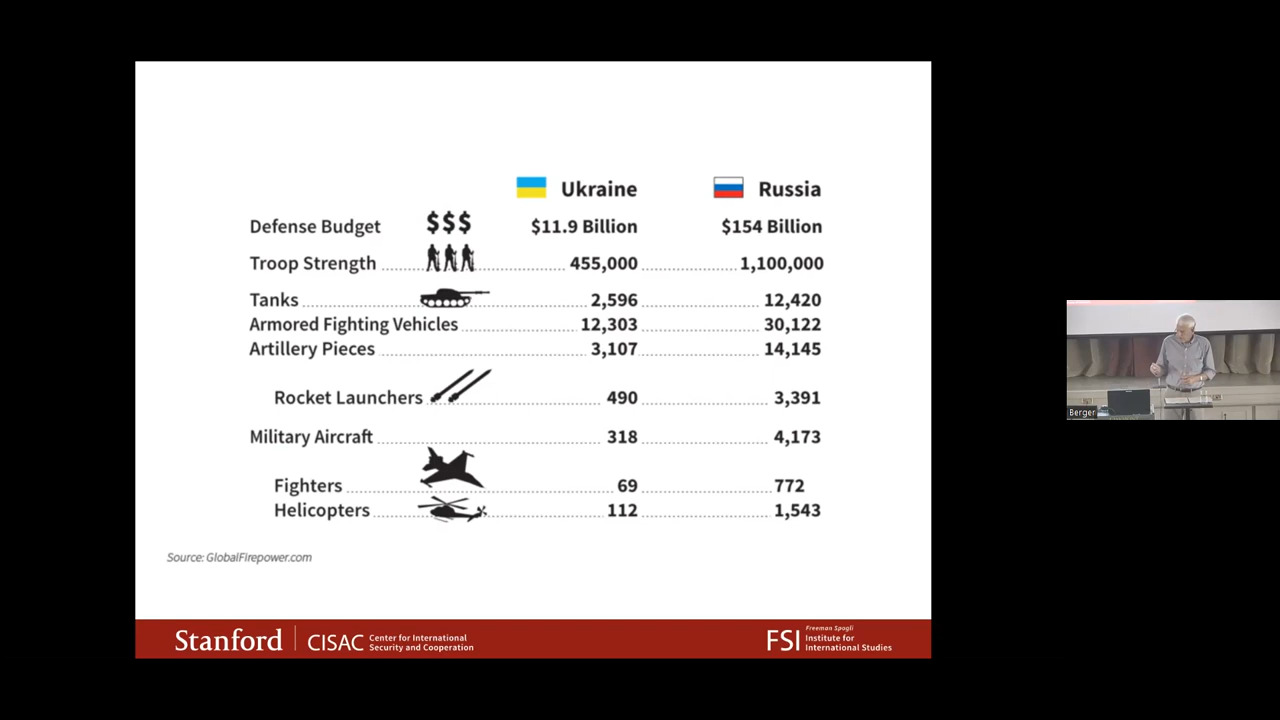 Ukraine Russia
Defense Budget $$$ $11.9 Billion $154 Billion
Troop Strength 455,000 1,100,000
Tanks 2,596 12,420
Armored Fighting Vehicles 12,303 30,122
Artillery Pieces 3,107 14,145
Rocket Launchers 490 3,391
Military Aircraft 318 4,173
Fighters 69 772
Helicopters 112 1,543
Source: GlobalFirepower.com
Stanford
CISAC
Center for International
Security and Cooperation
FSI
Freeman Spogli
Institute for
International Studies
Berger